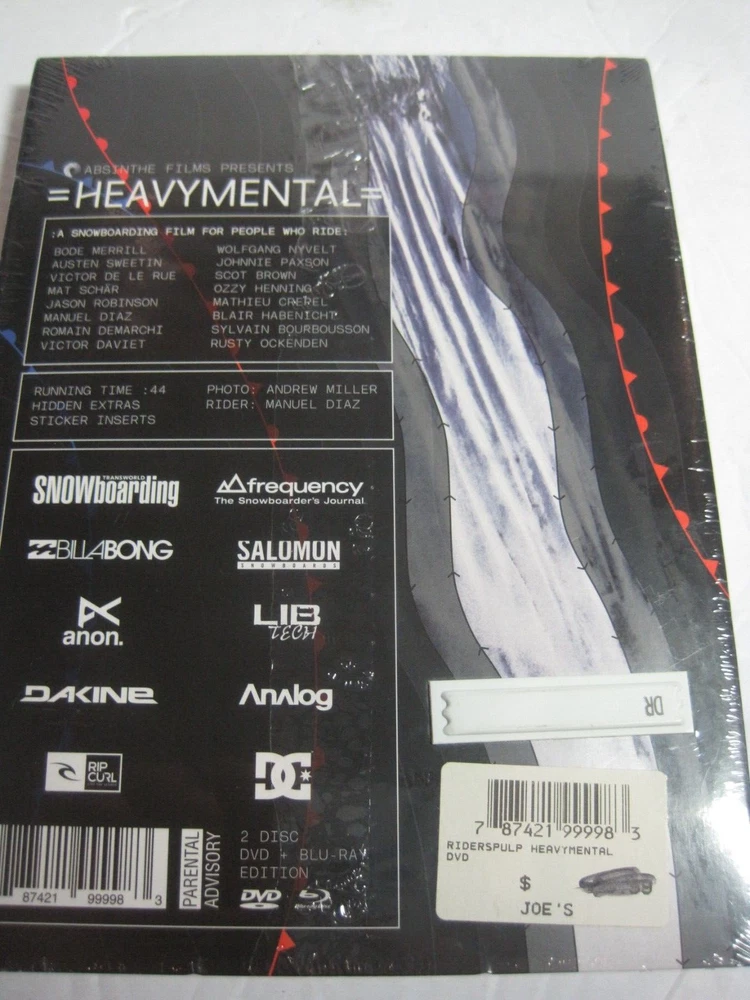 ABSINTHE FILMS PRESENTS
=HEAVYMENTAL=
:A SNOWBOARDING FILM FOR PEOPLE WHO RIDE:
BODE MERRILL
AUSTEN SWEETIN
VICTOR DE LE RUE
MAT SCHÄR
JASON ROBINSON
MANUEL DIAZ
ROMAIN DEMARCHI
VICTOR DAVIET
WOLFGANG NYVELT
JOHNNIE PAXSON
SCOT BROWN
OZZY HENNING
MATHIEU CREPEL
BLAIR HABENICHT
SYLVAIN BOURBOUSSON
RUSTY OCKENDEN
RUNNING TIME :44
HIDDEN EXTRAS
STICKER INSERTS
PHOTO: ANDREW MILLER
RIDER: MANUEL DIAZ
TRANSWORLD
SNOWboarding
frequency
The Snowboarder's Journal
BILLABONG
SALOMON
SNOWBOARDS
anon.
LIB
TECH
DAKINE
Analog
RIP
CURL
DC
87421 99998 3
PARENTAL
ADVISORY
2 DISC
DVD + BLU-RAY
EDITION
DVD
DR
7 87421 99998 3
RIDERSPULP HEAVYMENTAL
DVD
$
JOE'S